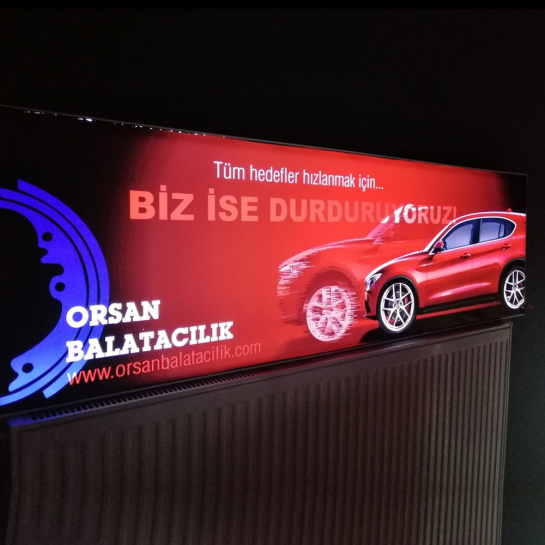 Tüm hedefler hızlanmak için...
BİZ İSE DURDURUYORUZ!
ORSAN
BALATACILIK
www.orsanbalatacilik.com